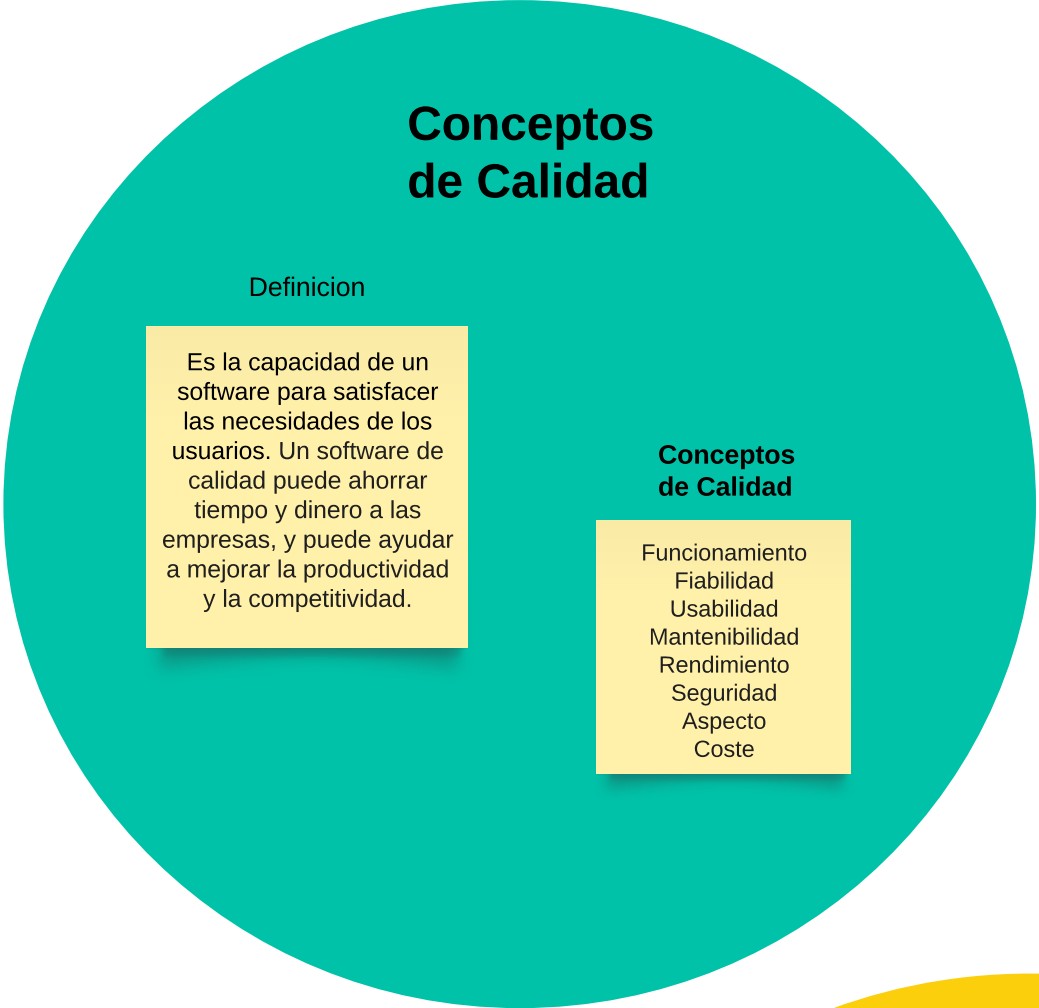 Conceptos
de Calidad
Definicion
Es la capacidad de un
software para satisfacer
las necesidades de los
usuarios. Un software de
calidad puede ahorrar
tiempo y dinero a las
empresas, y puede ayudar
a mejorar la productividad
y la competitividad.
Conceptos
de Calidad
Funcionamiento
Fiabilidad
Usabilidad
Mantenibilidad
Rendimiento
Seguridad
Aspecto
Coste